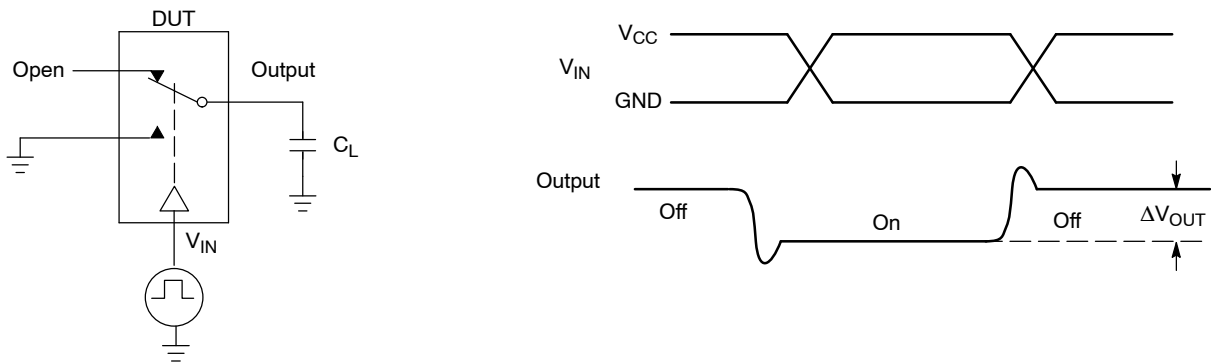 DUT
Open
Output
C_L
V_IN
V_CC
V_IN
GND
Output
Off
On
Off
ΔV_OUT